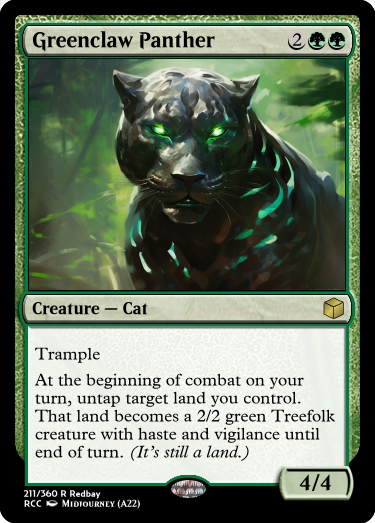 Greenclaw Panther 2
Creature — Cat
Trample
At the beginning of combat on your
turn, untap target land you control.
That land becomes a 2/2 green Treefolk
creature with haste and vigilance until
end of turn. (It's still a land.)
4/4
211/360 R Redbay
RCC Midjourney (A22)